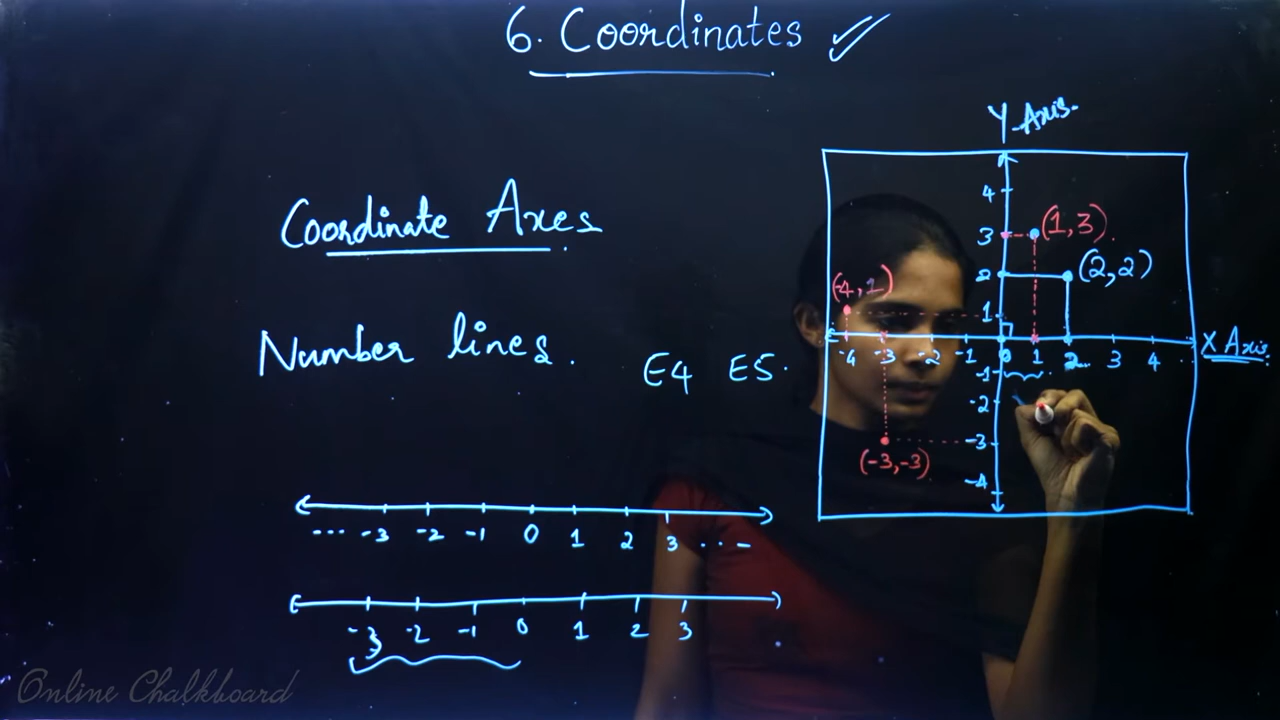 6. Coordinates
Y Axis.
Coordinate Axes
Number lines.
E4 E5.
4
3 (1,3)
2 (2,2)
(-4,1)
1
-4 -3 -2 -1 0 1 2 3 4 X Axis
-1
-2
-3
(-3,-3)
-4
... -3 -2 -1 0 1 2 3 ...
-3 -2 -1 0 1 2 3
Online Chalkboard